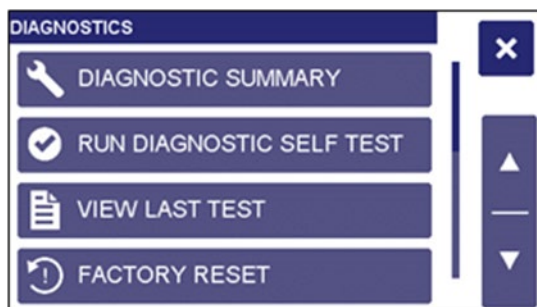 DIAGNOSTICS
DIAGNOSTIC SUMMARY
RUN DIAGNOSTIC SELF TEST
VIEW LAST TEST
FACTORY RESET